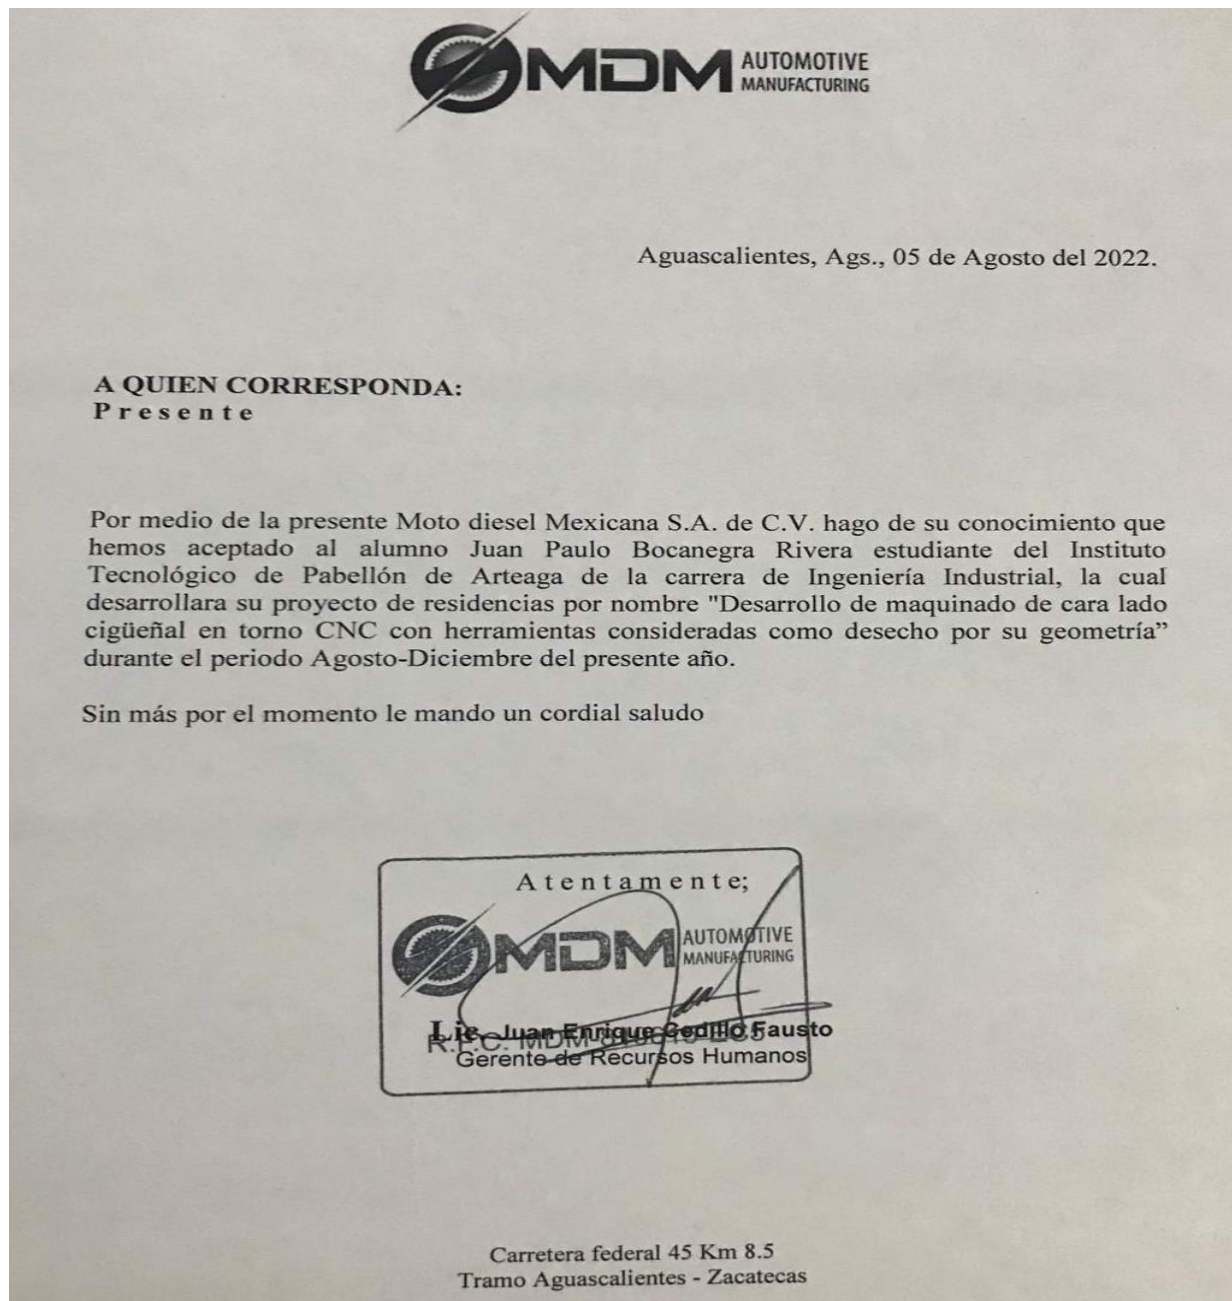 MDM AUTOMOTIVE
MANUFACTURING
Aguascalientes, Ags., 05 de Agosto del 2022.
A QUIEN CORRESPONDA:
P r e s e n t e
Por medio de la presente Moto diesel Mexicana S.A. de C.V. hago de su conocimiento que
hemos aceptado al alumno Juan Paulo Bocanegra Rivera estudiante del Instituto
Tecnológico de Pabellón de Arteaga de la carrera de Ingeniería Industrial, la cual
desarrollara su proyecto de residencias por nombre "Desarrollo de maquinado de cara lado
cigüeñal en torno CNC con herramientas consideradas como desecho por su geometría”
durante el periodo Agosto-Diciembre del presente año.
Sin más por el momento le mando un cordial saludo
A t e n t a m e n t e;
MDM AUTOMOTIVE
MANUFACTURING
Lic. Juan Enrique Cedillo Fausto
R.F.C. MDM
Gerente de Recursos Humanos
Carretera federal 45 Km 8.5
Tramo Aguascalientes - Zacatecas